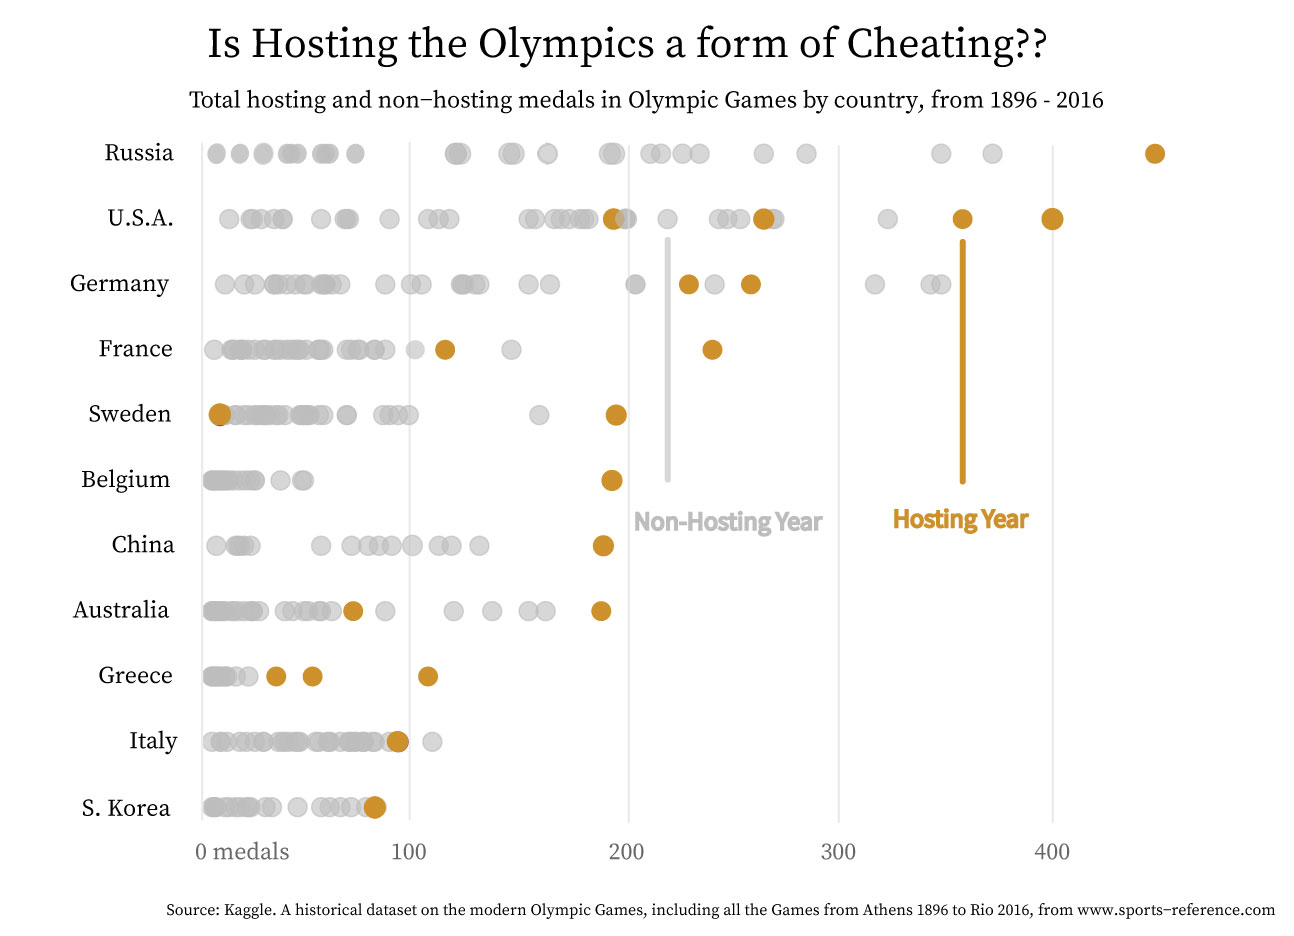 Is Hosting the Olympics a form of Cheating??
Total hosting and non−hosting medals in Olympic Games by country, from 1896 - 2016
Russia
U.S.A.
Germany
France
Sweden
Belgium
China
Australia
Greece
Italy
S. Korea
Non-Hosting Year
Hosting Year
0 medals 100 200 300 400
Source: Kaggle. A historical dataset on the modern Olympic Games, including all the Games from Athens 1896 to Rio 2016, from www.sports−reference.com